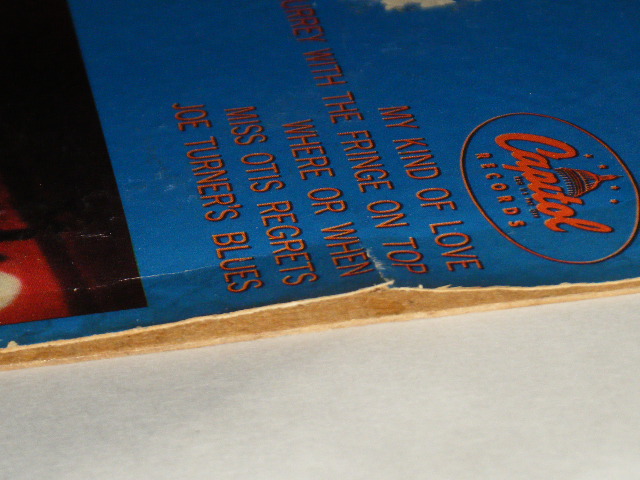 MY KIND OF LOVE
URREY WITH THE FRINGE ON TOP
WHERE OR WHEN
MISS OTIS REGRETS
JOE TURNER'S BLUES
Capitol
RECORDS